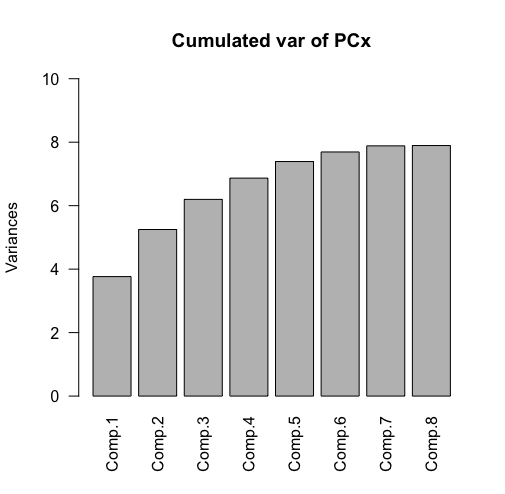 Cumulated var of PCx
Variances
10
8
6
4
2
0
Comp.1
Comp.2
Comp.3
Comp.4
Comp.5
Comp.6
Comp.7
Comp.8